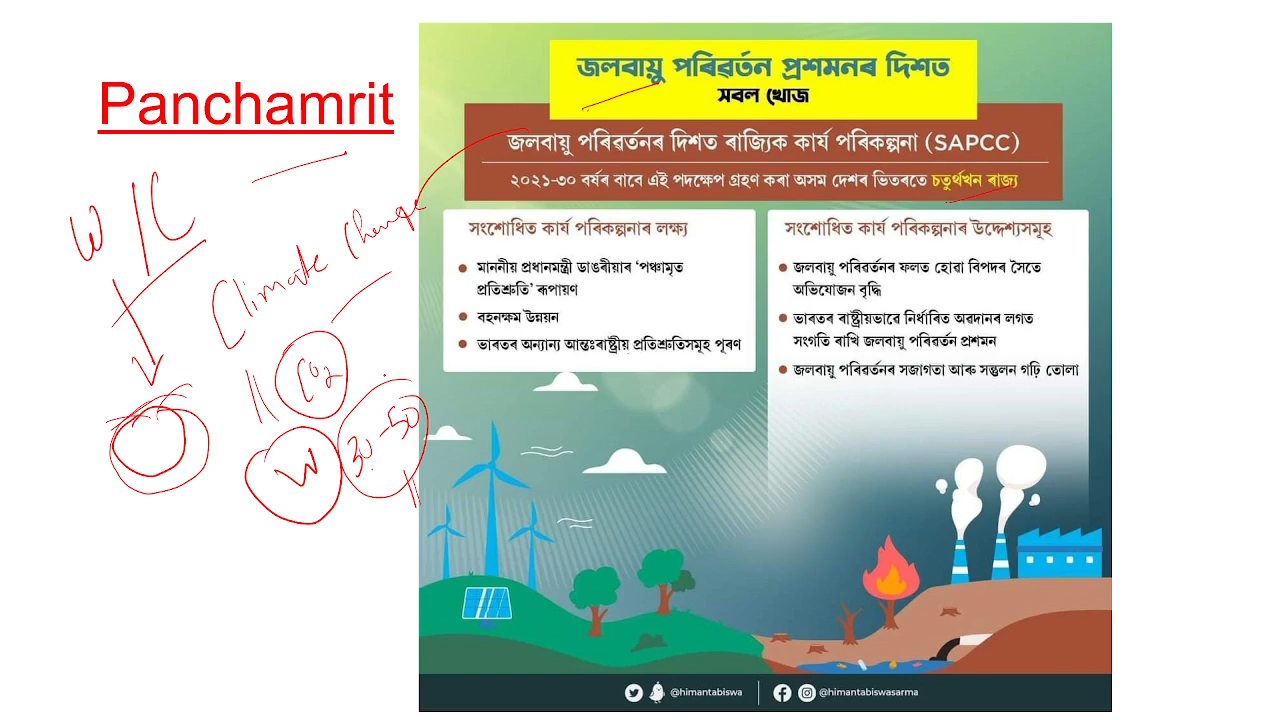 Panchamrit
W/C
Climate Change
CO2
W
30-50
জলবায়ু পৰিৱৰ্তন প্ৰশমনৰ দিশত
সবল খোজ
জলবায়ু পৰিৱৰ্তনৰ দিশত ৰাজ্যিক কাৰ্য পৰিকল্পনা (SAPCC)
২০২১-৩০ বৰ্ষৰ বাবে এই পদক্ষেপ গ্ৰহণ কৰা অসম দেশৰ ভিতৰতে চতুৰ্থখন ৰাজ্য
সংশোধিত কাৰ্য পৰিকল্পনাৰ লক্ষ্য
মাননীয় প্ৰধানমন্ত্ৰী ডাঙৰীয়াৰ ‘পঞ্চামৃত
প্ৰতিশ্ৰুতি’ ৰূপায়ণ
বহনক্ষম উন্নয়ন
ভাৰতৰ অন্যান্য আন্তঃৰাষ্ট্ৰীয় প্ৰতিশ্ৰুতিসমূহ পূৰণ
সংশোধিত কাৰ্য পৰিকল্পনাৰ উদ্দেশ্যসমূহ
জলবায়ু পৰিৱৰ্তনৰ ফলত হোৱা বিপদৰ সৈতে
অভিযোজন বৃদ্ধি
ভাৰতৰ ৰাষ্ট্ৰীয়ভাৱে নিৰ্ধাৰিত অৱদানৰ লগত
সংগতি ৰাখি জলবায়ু পৰিৱৰ্তন প্ৰশমন
জলবায়ু পৰিৱৰ্তনৰ সজাগতা আৰু সন্তুলন গঢ়ি তোলা
@himantabiswa
@himantabiswasarma